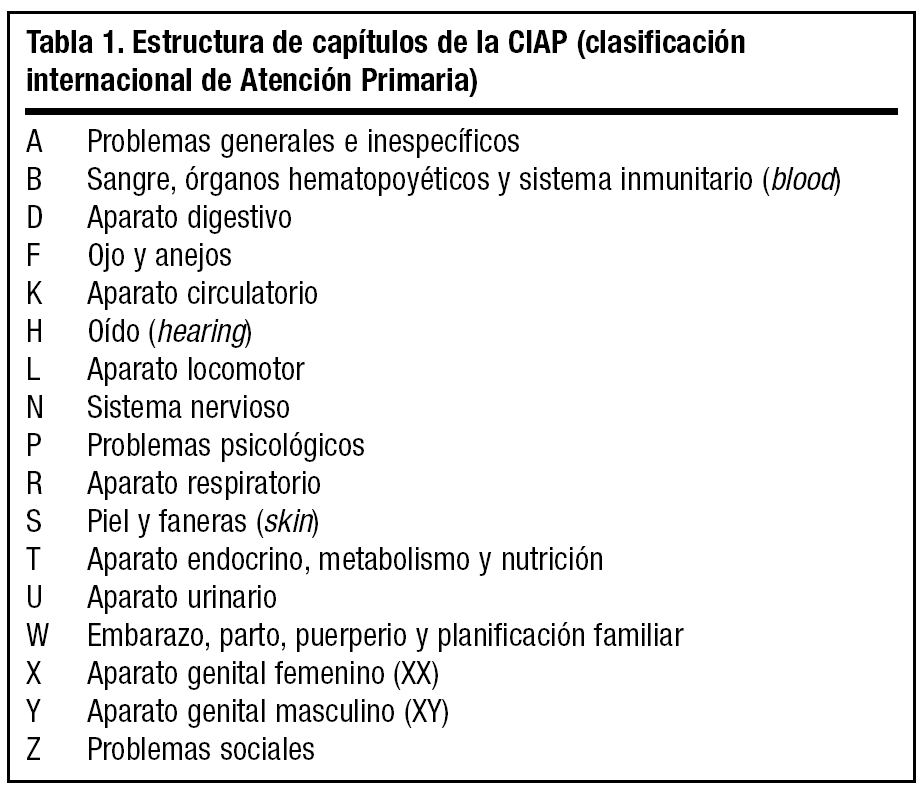 Tabla 1. Estructura de capítulos de la CIAP (clasificación
internacional de Atención Primaria)
A Problemas generales e inespecíficos
B Sangre, órganos hematopoyéticos y sistema inmunitario (blood)
D Aparato digestivo
F Ojo y anejos
K Aparato circulatorio
H Oído (hearing)
L Aparato locomotor
N Sistema nervioso
P Problemas psicológicos
R Aparato respiratorio
S Piel y faneras (skin)
T Aparato endocrino, metabolismo y nutrición
U Aparato urinario
W Embarazo, parto, puerperio y planificación familiar
X Aparato genital femenino (XX)
Y Aparato genital masculino (XY)
Z Problemas sociales